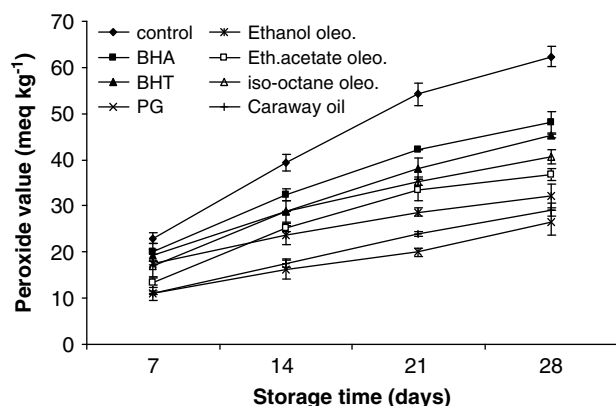 70
60
50
40
30
20
10
0
Peroxide value (meq kg-1)
control
BHA
BHT
PG
Ethanol oleo.
Eth.acetate oleo.
iso-octane oleo.
Caraway oil
7 14 21 28
Storage time (days)